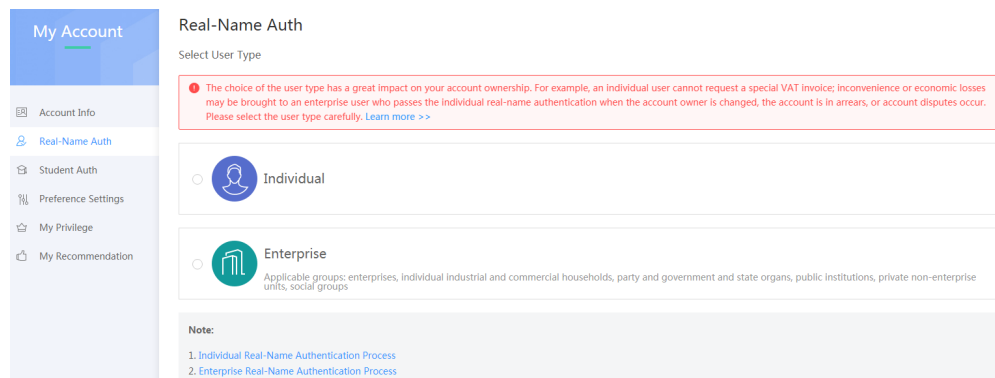 My Account
Account Info
Real-Name Auth
Student Auth
Preference Settings
My Privilege
My Recommendation
Real-Name Auth
Select User Type
The choice of the user type has a great impact on your account ownership. For example, an individual user cannot request a special VAT invoice; inconvenience or economic losses
may be brought to an enterprise user who passes the individual real-name authentication when the account owner is changed, the account is in arrears, or account disputes occur.
Please select the user type carefully. Learn more >>
Individual
Enterprise
Applicable groups: enterprises, individual industrial and commercial households, party and government and state organs, public institutions, private non-enterprise
units, social groups
Note:
1. Individual Real-Name Authentication Process
2. Enterprise Real-Name Authentication Process